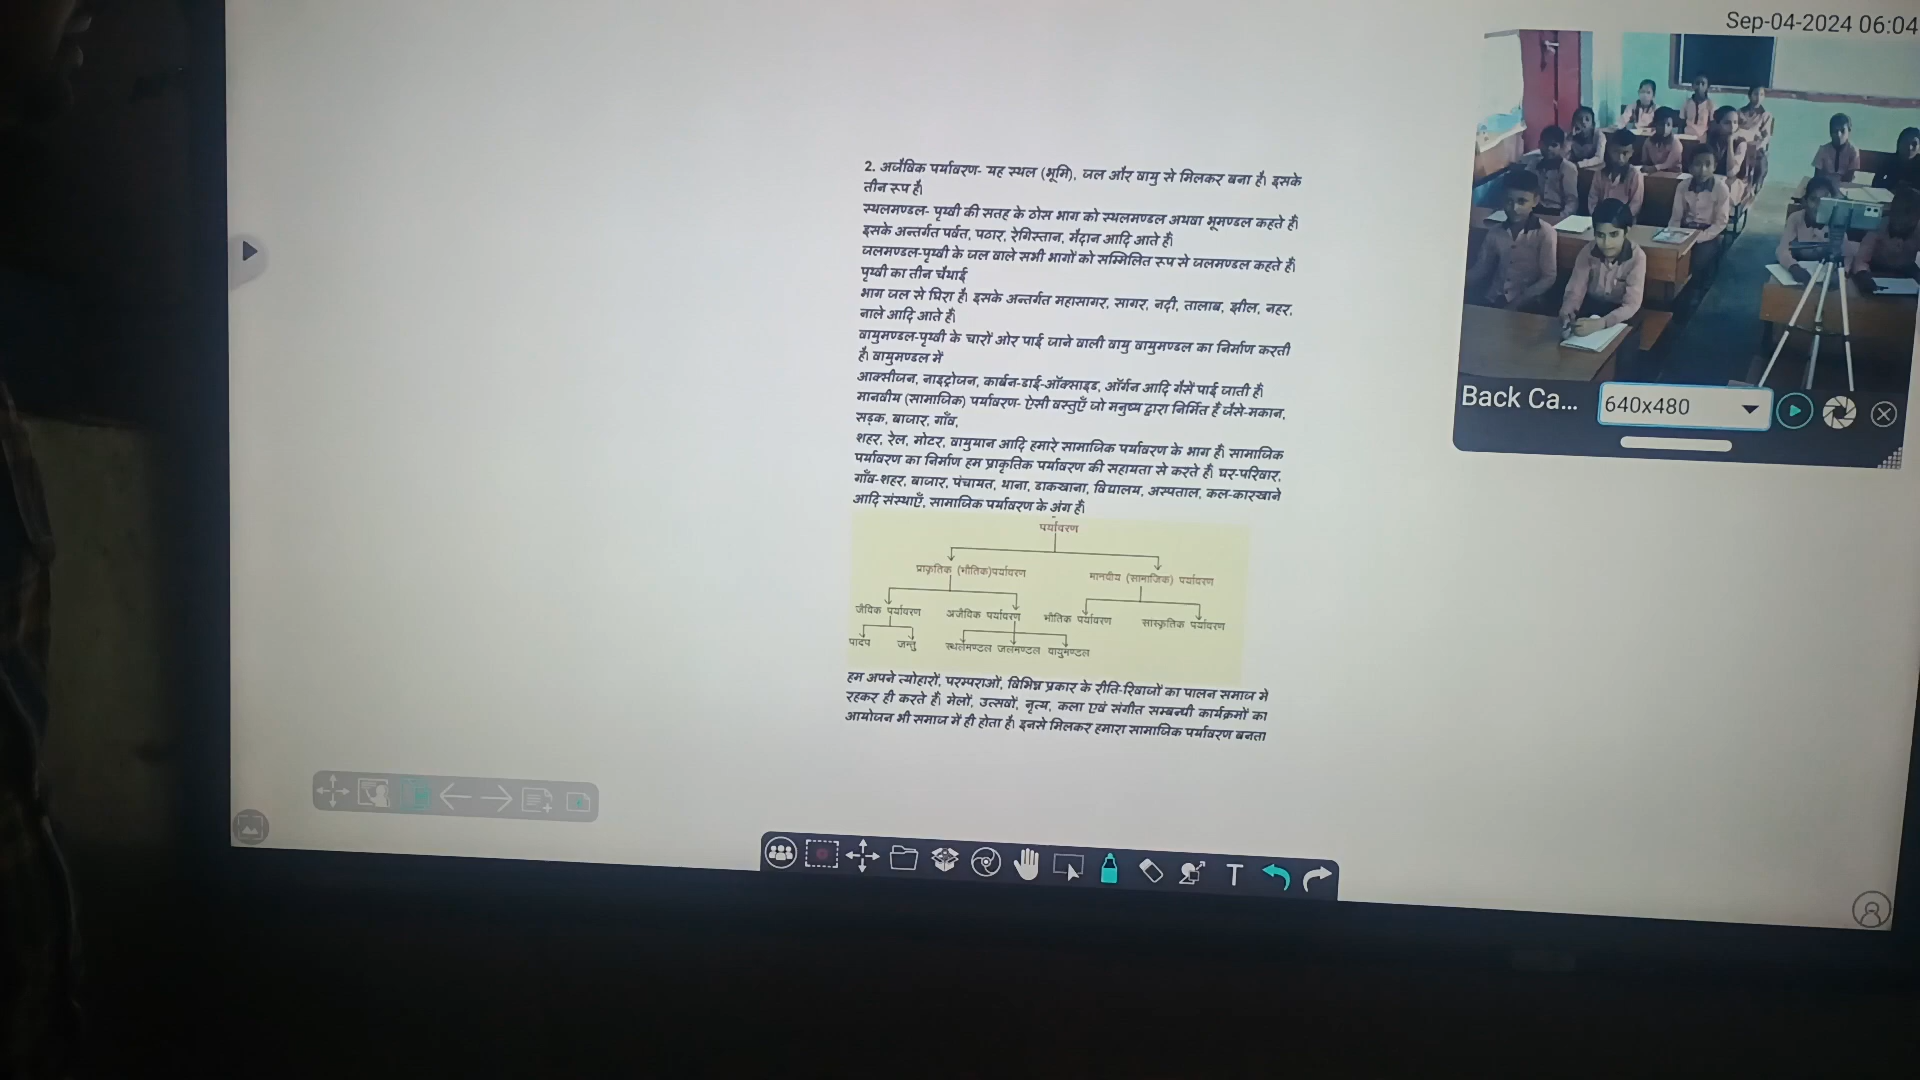 Sep-04-2024 06:04
2. अजैविक पर्यावरण- यह स्थल (भूमि), जल और वायु से मिलकर बना है। इसके
तीन रूप है।
स्थलमण्डल- पृथ्वी की सतह के ठोस भाग को स्थलमण्डल अथवा भूमण्डल कहते हैं।
इसके अन्तर्गत पर्वत, पठार, रेगिस्तान, मैदान आदि आते हैं।
जलमण्डल-पृथ्वी के जल वाले सभी भागों को सम्मिलित रूप से जलमण्डल कहते हैं।
पृथ्वी का तीन चैथाई
भाग जल से घिरा है। इसके अन्तर्गत महासागर, सागर, नदी, तालाब, झील, नहर,
नाले आदि आते हैं।
वायुमण्डल-पृथ्वी के चारों ओर पाई जाने वाली वायु वायुमण्डल का निर्माण करती
है। वायुमण्डल में
आक्सीजन, नाइट्रोजन, कार्बन-डाई-ऑक्साइड, ऑर्गन आदि गैसें पाई जाती हैं।
मानवीय (सामाजिक) पर्यावरण- ऐसी वस्तुएँ जो मनुष्य द्वारा निर्मित हैं जैसे-मकान,
सड़क, बाजार, गाँव,
शहर, रेल, मोटर, वायुयान आदि हमारे सामाजिक पर्यावरण के भाग हैं। सामाजिक
पर्यावरण का निर्माण हम प्राकृतिक पर्यावरण की सहायता से करते हैं। घर-परिवार,
गाँव-शहर, बाजार, पंचायत, थाना, डाकखाना, विद्यालय, अस्पताल, कल-कारखाने
आदि संस्थाएँ, सामाजिक पर्यावरण के अंग हैं।
पर्यावरण
प्राकृतिक (भौतिक)पर्यावरण मानवीय (सामाजिक) पर्यावरण
जैविक पर्यावरण अजैविक पर्यावरण भौतिक पर्यावरण सास्कृतिक पर्यावरण
पादप जन्तु स्थलमण्डल जलमण्डल वायुमण्डल
हम अपने त्योहारों, परम्पराओं, विभिन्न प्रकार के रीति-रिवाजों का पालन समाज मे
रहकर ही करते हैं। मेलों, उत्सवों, नृत्य, कला एवं संगीत सम्बन्धी कार्यक्रमों का
आयोजन भी समाज में ही होता है। इनसे मिलकर हमारा सामाजिक पर्यावरण बनता
Back Ca... 640x480
T